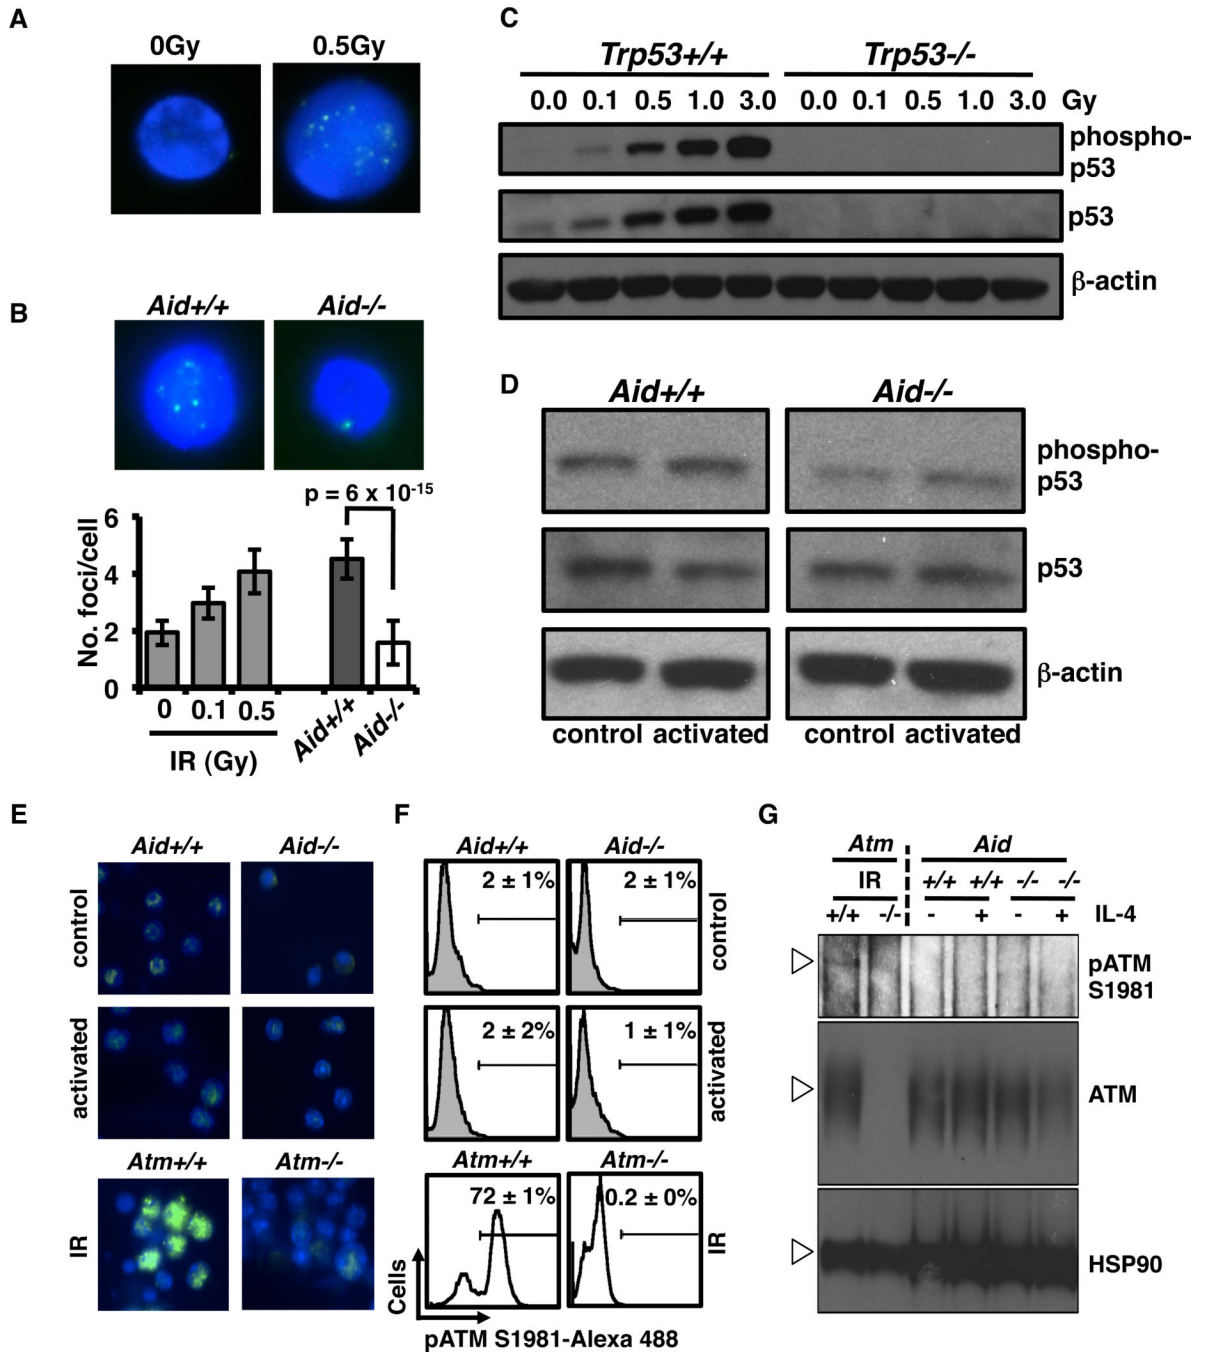 A
0Gy 0.5Gy
B
Aid+/+ Aid-/-
p = 6 x 10-15
No. foci/cell
6
4
2
0
0 0.1 0.5 Aid+/+ Aid-/-
IR (Gy)
C
Trp53+/+ Trp53-/-
0.0 0.1 0.5 1.0 3.0 0.0 0.1 0.5 1.0 3.0 Gy
phospho-
p53
p53
β-actin
D
Aid+/+ Aid-/-
phospho-
p53
p53
β-actin
control activated control activated
E
Aid+/+ Aid-/-
control
activated
Atm+/+ Atm-/-
IR
F
Aid+/+ Aid-/-
2 ± 1% 2 ± 1%
control
2 ± 2% 1 ± 1%
activated
Atm+/+ Atm-/-
72 ± 1% 0.2 ± 0%
IR
Cells
pATM S1981-Alexa 488
G
Atm Aid
IR +/+ +/+ -/- -/-
+/+ -/- - + - + IL-4
pATM
S1981
ATM
HSP90